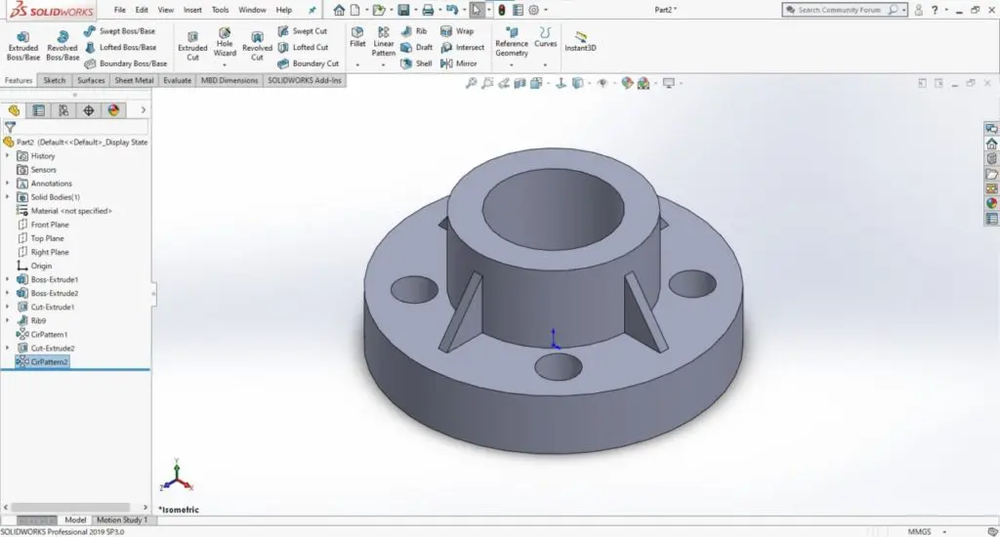 SOLIDWORKS
File Edit View Insert Tools Window Help
Part2 *
Search Community Forum
Extruded Boss/Base
Revolved Boss/Base
Swept Boss/Base
Lofted Boss/Base
Boundary Boss/Base
Extruded Cut
Hole Wizard
Revolved Cut
Swept Cut
Lofted Cut
Boundary Cut
Fillet
Linear Pattern
Rib
Draft
Shell
Wrap
Intersect
Mirror
Reference Geometry
Curves
Instant3D
Features Sketch Surfaces Sheet Metal Evaluate MBD Dimensions SOLIDWORKS Add-Ins
Part2 (Default<<Default>_Display State
History
Sensors
Annotations
Solid Bodies(1)
Material <not specified>
Front Plane
Top Plane
Right Plane
Origin
Boss-Extrude1
Boss-Extrude2
Cut-Extrude1
Rib9
CirPattern1
Cut-Extrude2
CirPattern2
Y
Z
X
*Isometric
Model Motion Study 1
SOLIDWORKS Professional 2019 SP3.0
MMGS